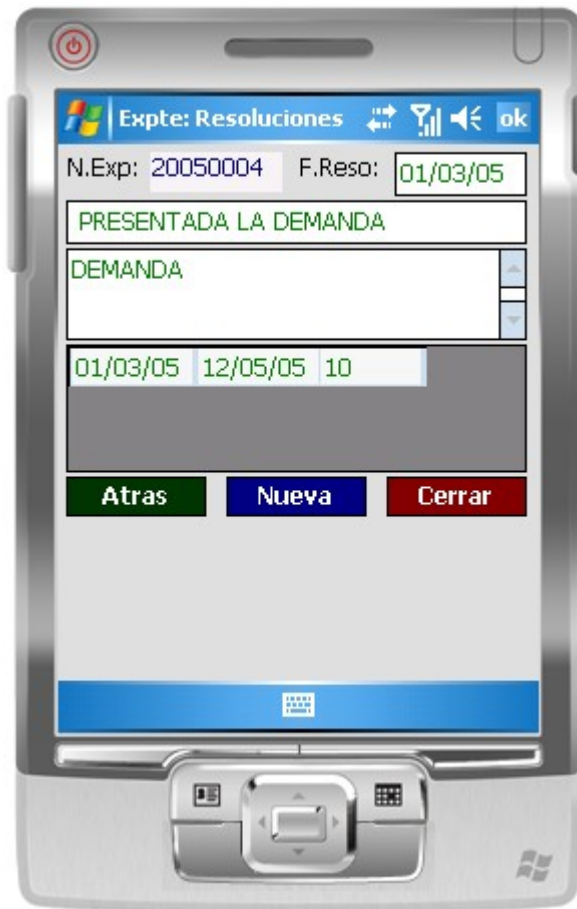 Expte: Resoluciones ok
N.Exp: 20050004 F.Reso: 01/03/05
PRESENTADA LA DEMANDA
DEMANDA
01/03/05 12/05/05 10
Atras Nueva Cerrar